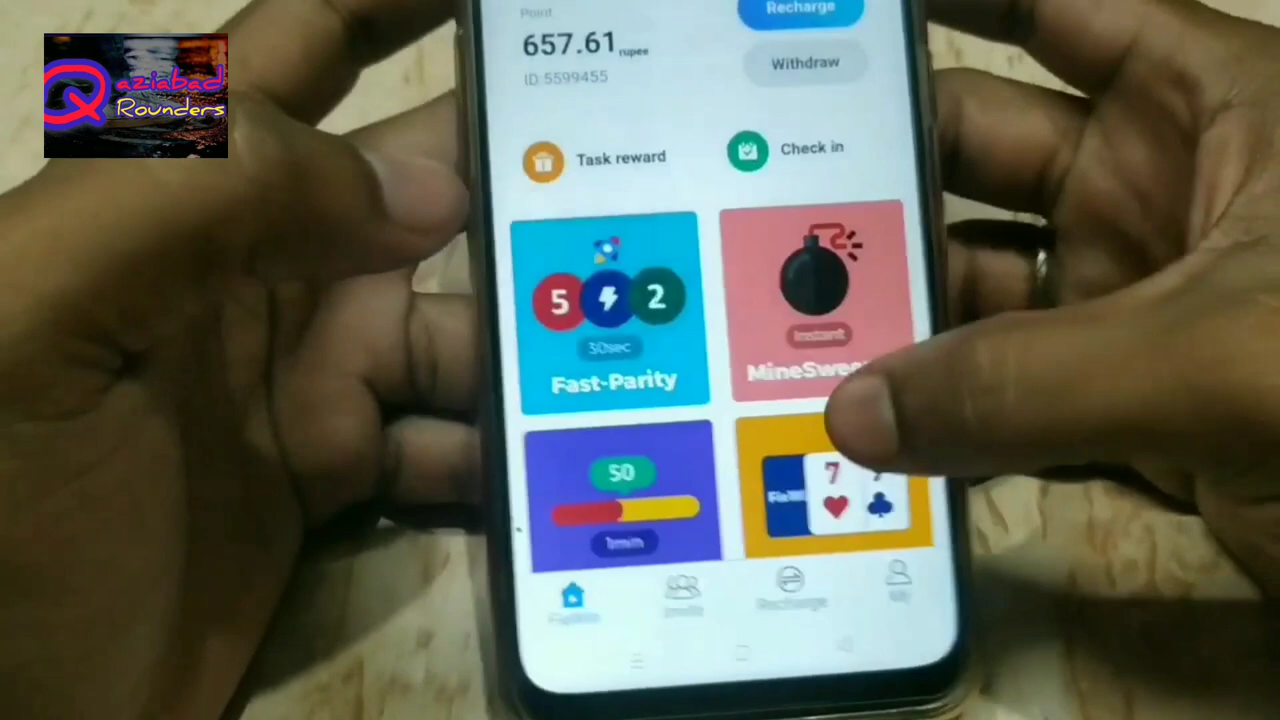 Qaziabad
Rounders
Point
Recharge
657.61 rupee
Withdraw
ID:5599455
Task reward
Check in
5
2
30sec
Fast-Parity
Instant
MineSwee
50
1min
7
Recharge